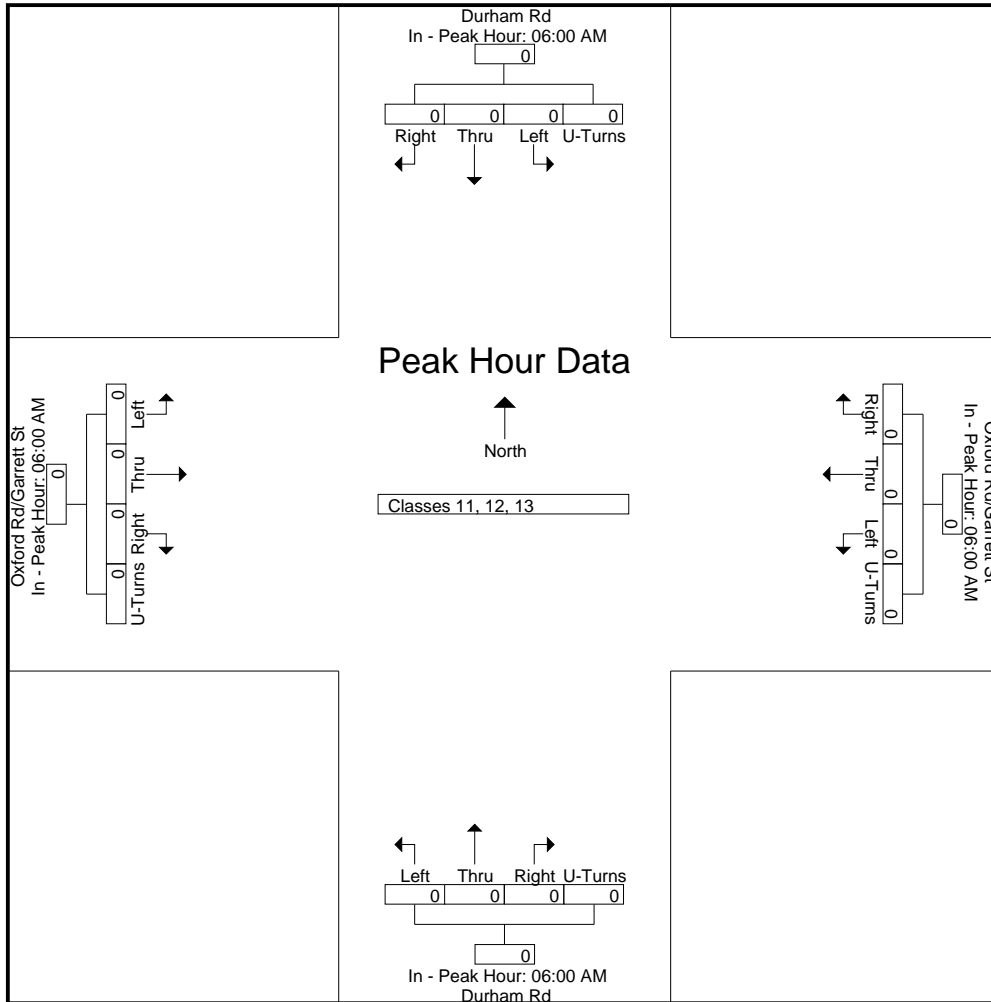 Durham Rd
In - Peak Hour: 06:00 AM
0
0 0 0 0
Right Thru Left U-Turns
Peak Hour Data
North
Classes 11, 12, 13
Oxford Rd/Garrett St
In - Peak Hour: 06:00 AM
0
0 0 0 0
Left Thru Right U-Turns
Oxford Rd/Garrett St
In - Peak Hour: 06:00 AM
0
0 0 0 0
Right Thru Left U-Turns
Left Thru Right U-Turns
0 0 0 0
0
In - Peak Hour: 06:00 AM
Durham Rd